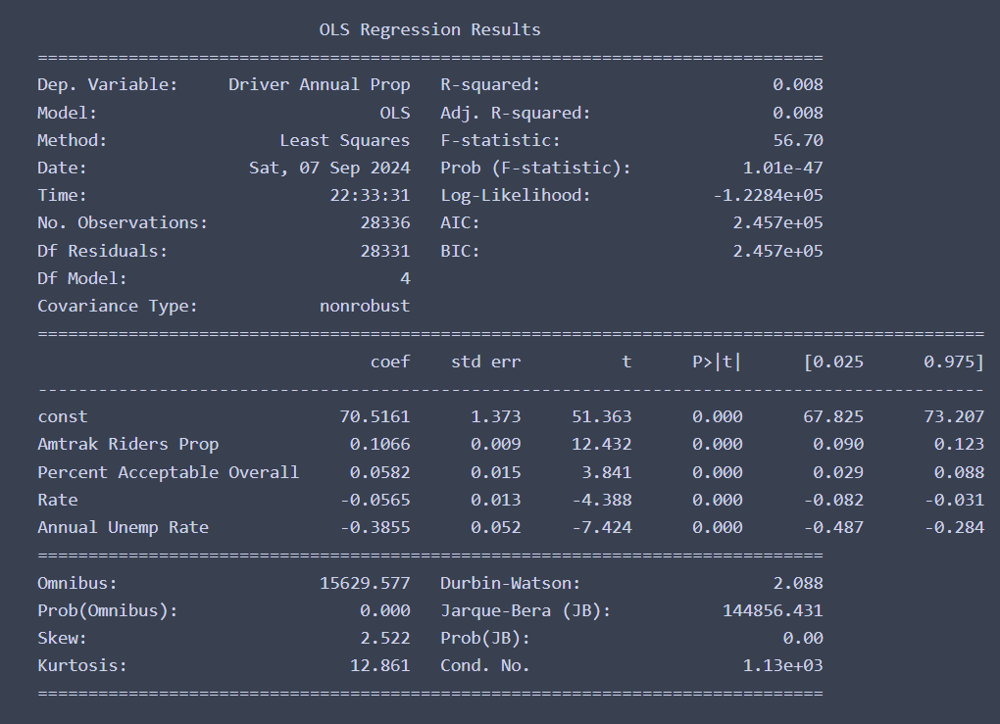 OLS Regression Results
==============================================================================
Dep. Variable:     Driver Annual Prop   R-squared:                       0.008
Model:                            OLS   Adj. R-squared:                  0.008
Method:                 Least Squares   F-statistic:                     56.70
Date:                Sat, 07 Sep 2024   Prob (F-statistic):           1.01e-47
Time:                        22:33:31   Log-Likelihood:            -1.2284e+05
No. Observations:               28336   AIC:                         2.457e+05
Df Residuals:                   28331   BIC:                         2.457e+05
Df Model:                           4
Covariance Type:            nonrobust
==============================================================================================
                                 coef    std err          t      P>|t|      [0.025      0.975]
----------------------------------------------------------------------------------------------
const                         70.5161      1.373     51.363      0.000      67.825      73.207
Amtrak Riders Prop             0.1066      0.009     12.432      0.000       0.090       0.123
Percent Acceptable Overall     0.0582      0.015      3.841      0.000       0.029       0.088
Rate                          -0.0565      0.013     -4.388      0.000      -0.082      -0.031
Annual Unemp Rate             -0.3855      0.052     -7.424      0.000      -0.487      -0.284
==============================================================================
Omnibus:                    15629.577   Durbin-Watson:                   2.088
Prob(Omnibus):                  0.000   Jarque-Bera (JB):           144856.431
Skew:                           2.522   Prob(JB):                         0.00
Kurtosis:                      12.861   Cond. No.                     1.13e+03
==============================================================================